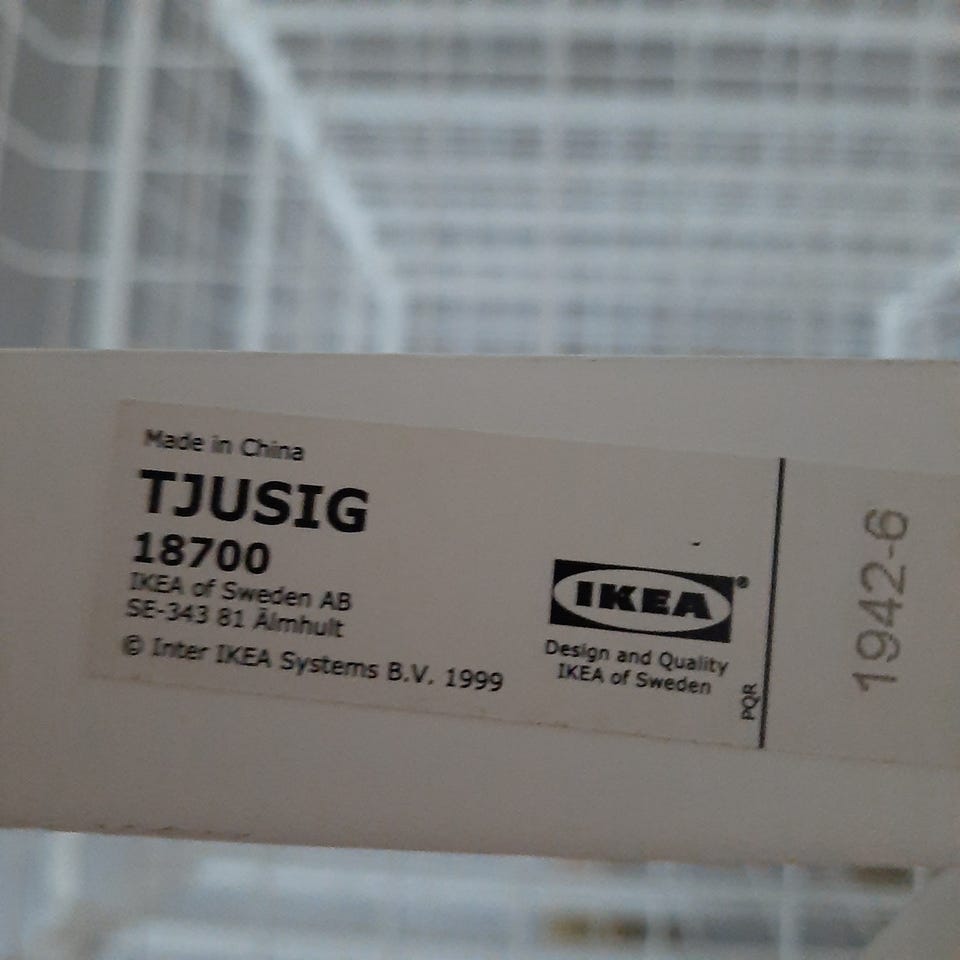 Made in China
TJUSIG
18700
IKEA of Sweden AB
SE-343 81 Älmhult
© Inter IKEA Systems B.V. 1999
IKEA®
Design and Quality
IKEA of Sweden
PQR
1942-6